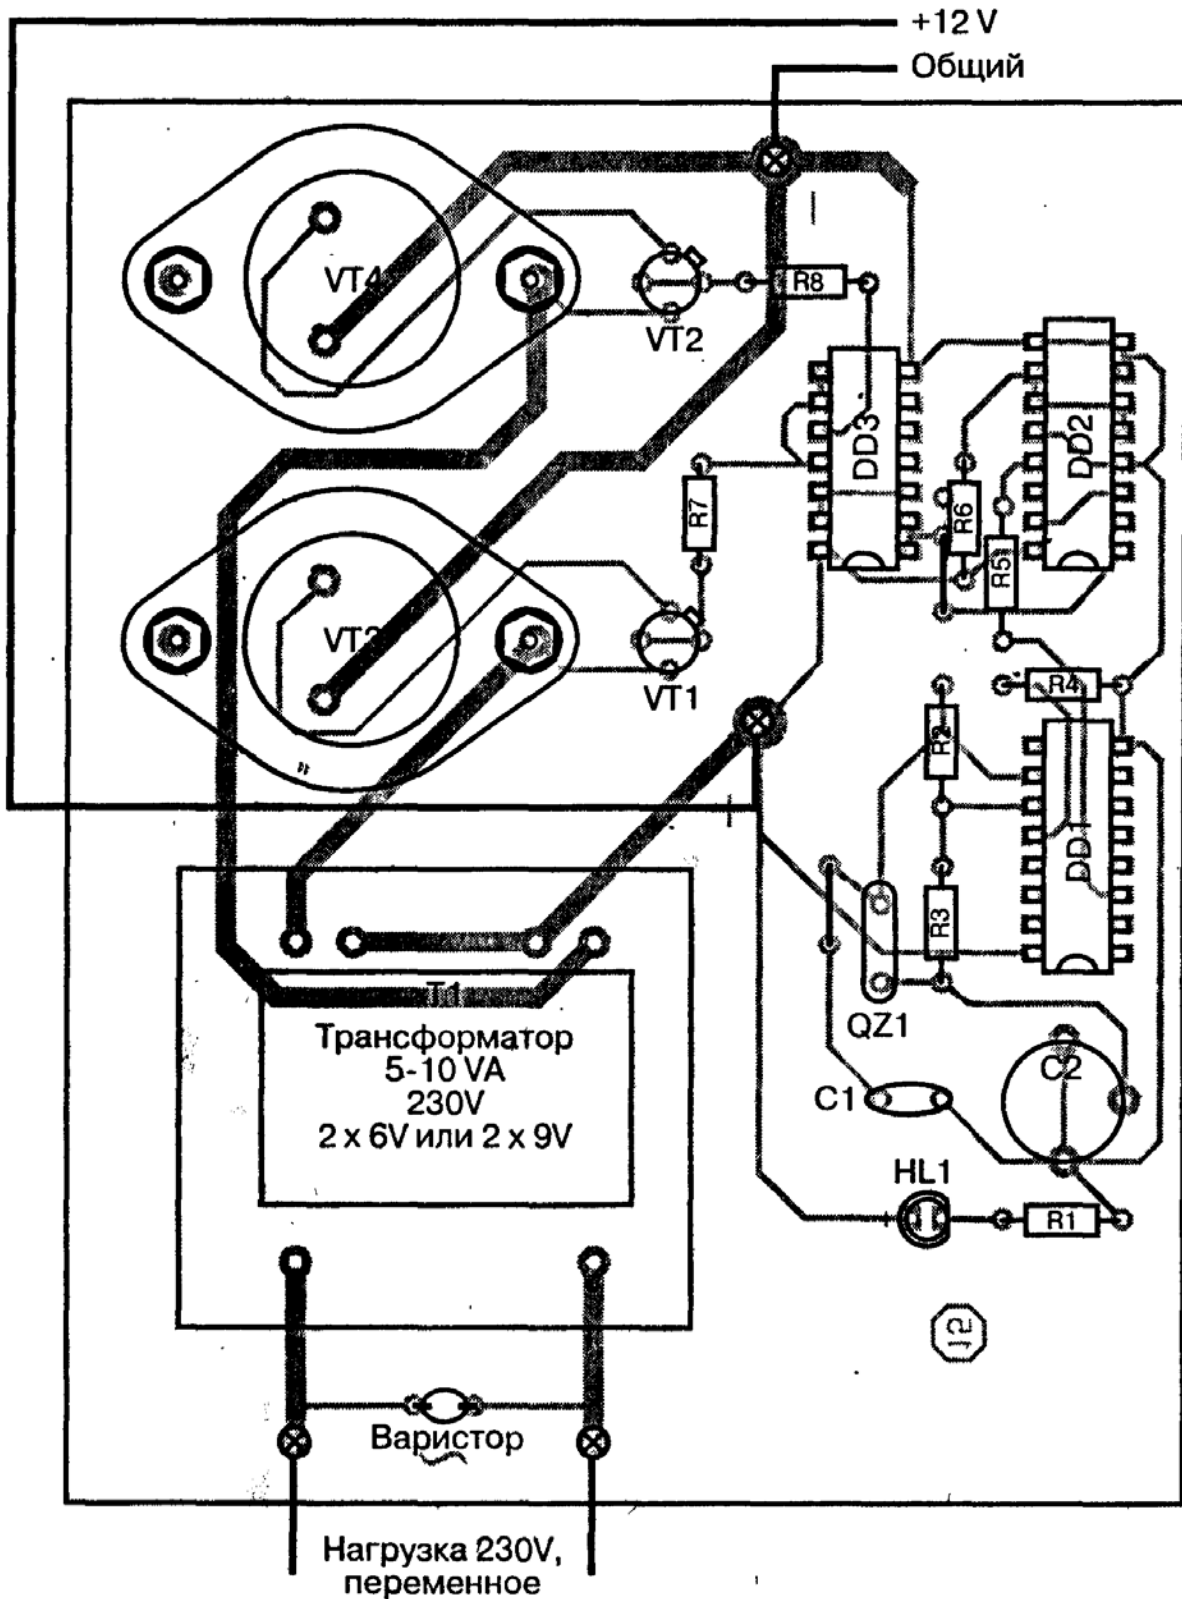 +12 V
Общий
VT4
R8
VT2
DD3
DD2
R7
R6
R5
VT3
VT1
R4
R2
DD1
R3
T1
QZ1
Трансформатор
5-10 VA
230V
2 x 6V или 2 x 9V
C2
C1
HL1
R1
12
Варистор
Нагрузка 230V,
переменное